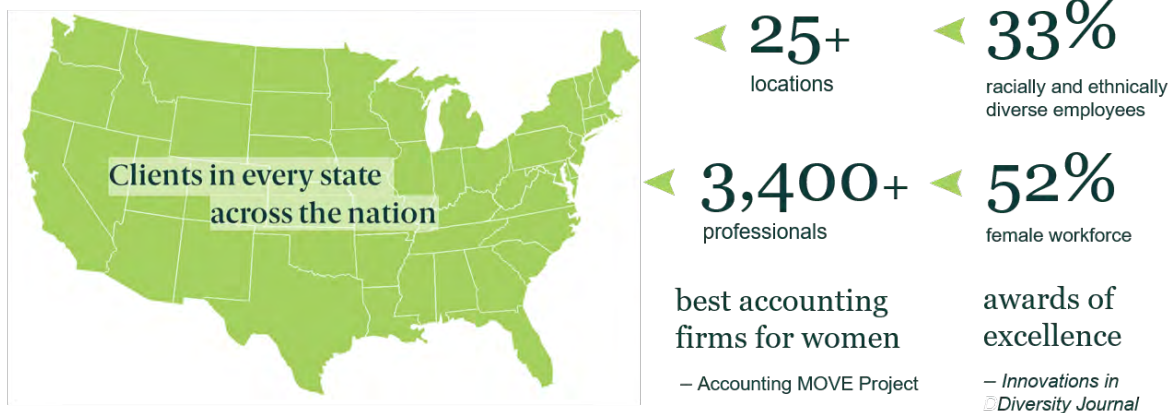 Clients in every state
across the nation
25+
locations
33%
racially and ethnically
diverse employees
3,400+
professionals
52%
female workforce
best accounting
firms for women
– Accounting MOVE Project
awards of
excellence
– Innovations in
DDiversity Journal